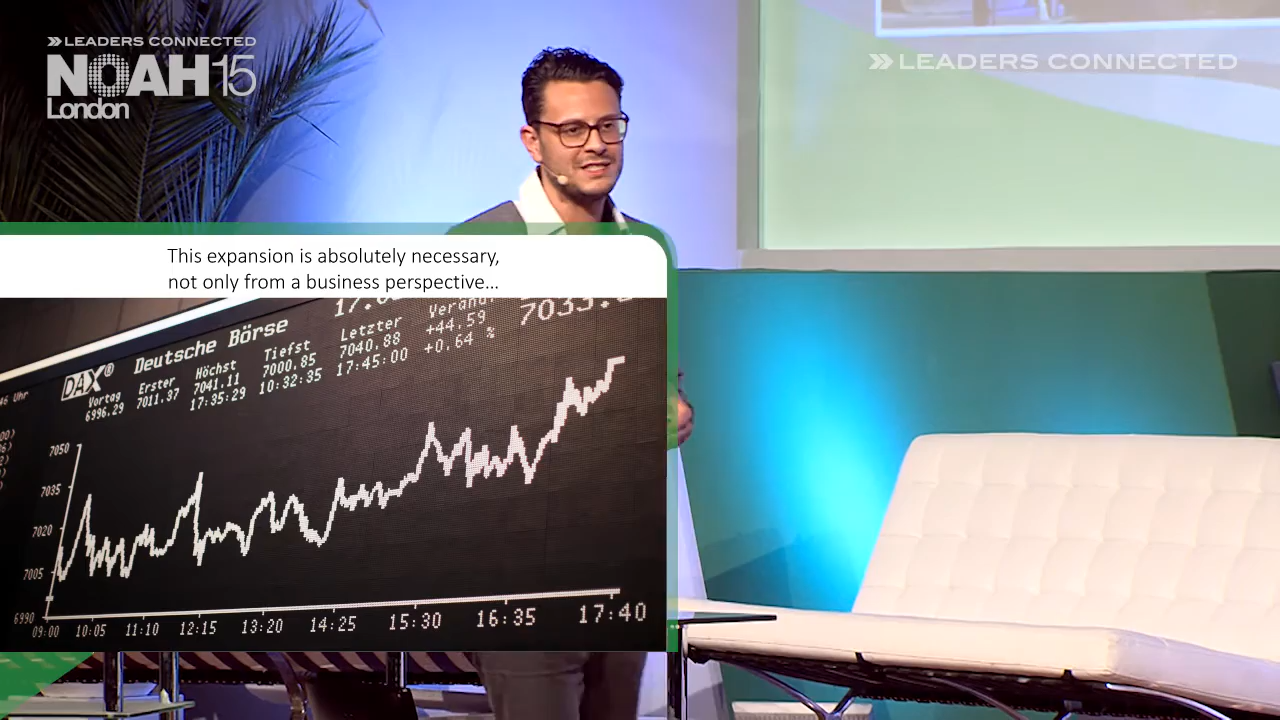 LEADERS CONNECTED
NOAH15
London
LEADERS CONNECTED
This expansion is absolutely necessary,
not only from a business perspective...
Deutsche Börse
DAX®
Vortag Erster Höchst Tiefst Letzter
6996.29 7011.37 7041.11 7000.85 7040.88 +44.59
17:35:29 10:32:35 17:45:00 +0.64 %
46 Uhr
7050
7035
7020
7005
6990
09:00 10:05 11:10 12:15 13:20 14:25 15:30 16:35 17:40